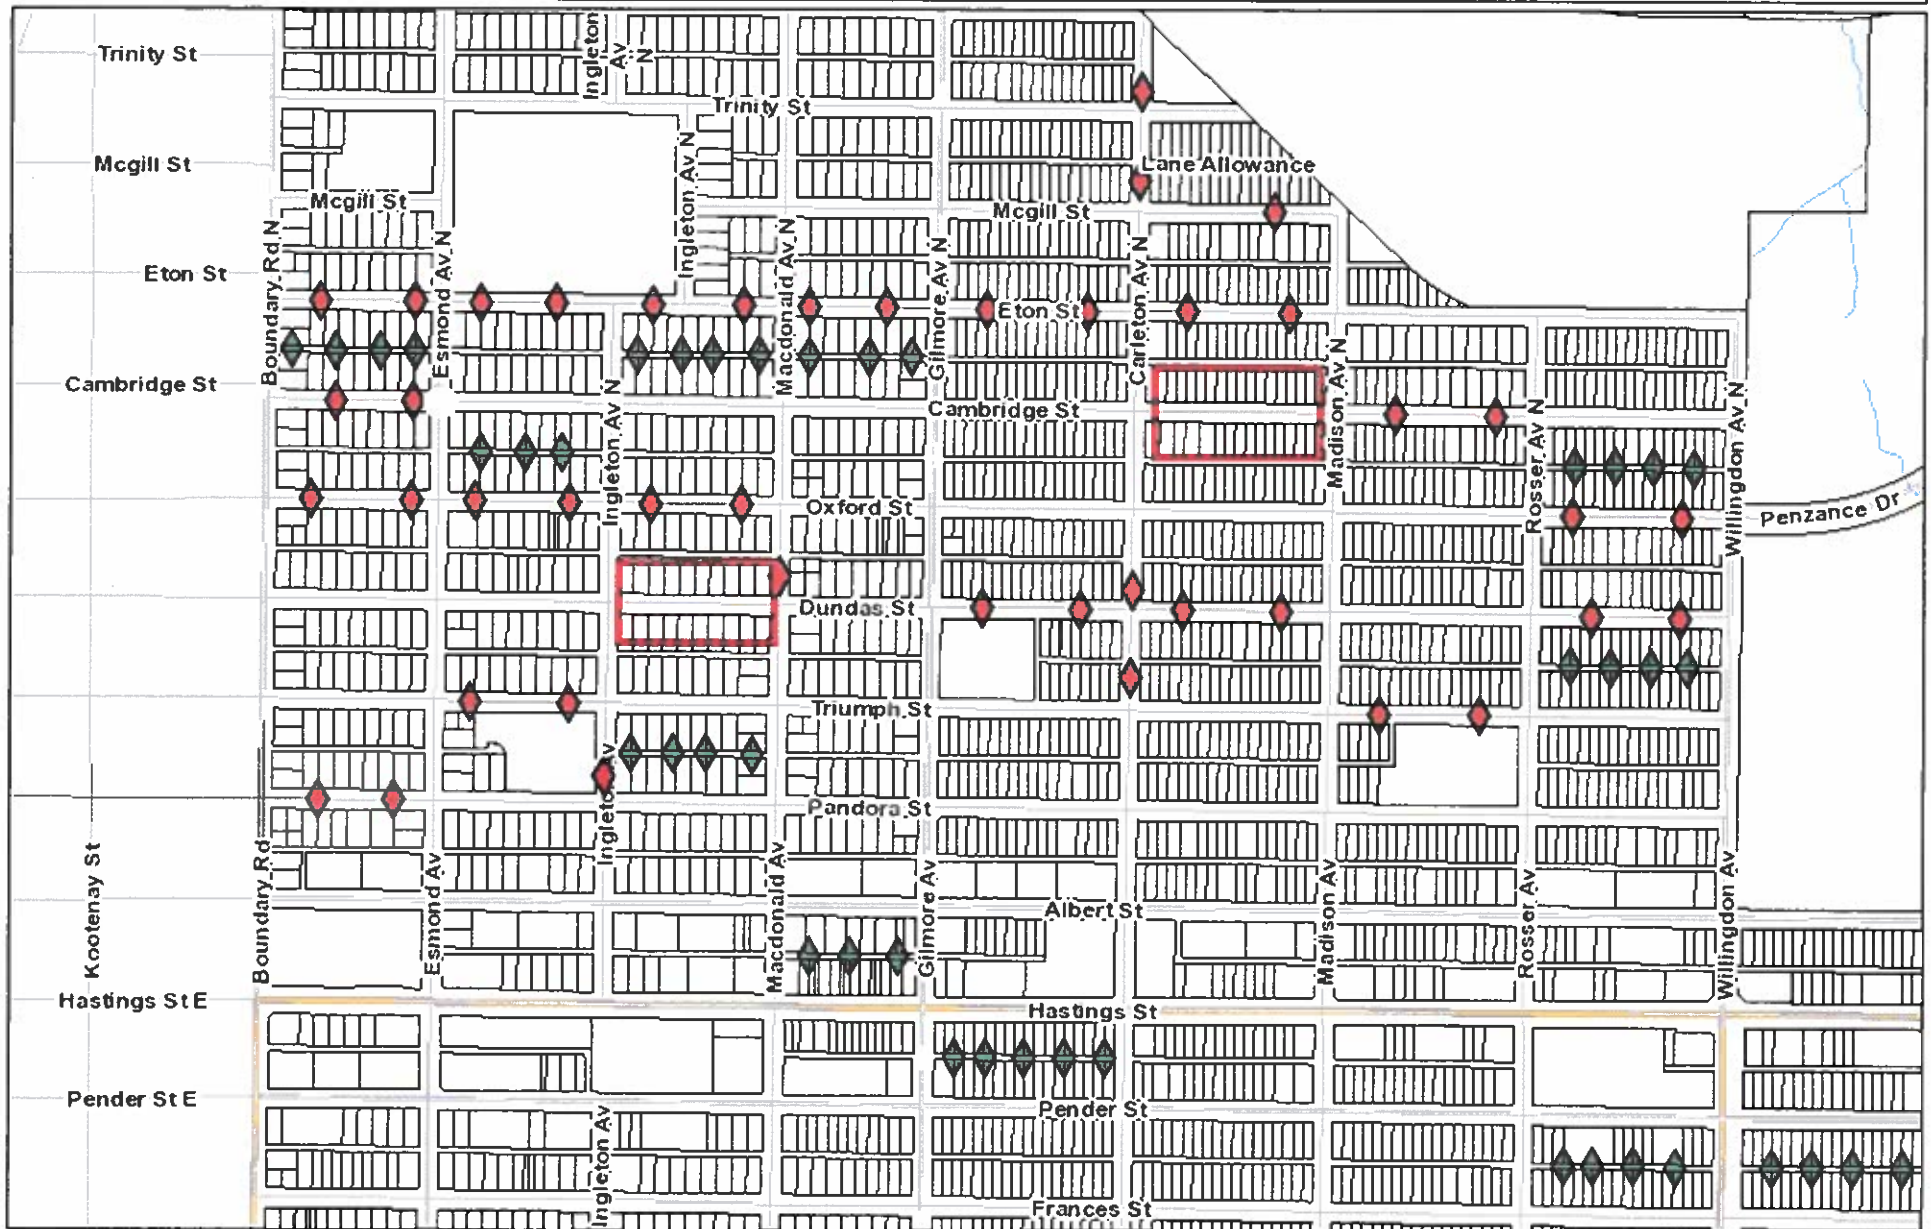 Ingleton
Av
N
Trinity St
Trinity St
Mcgill St
Lane Allowance
Ingleton Av N
Mcgill St
Mcgill St
Boundary Rd N
Esmond Av N
Macdonald Av N
Gilmore Av N
Carleton Av N
Eton St
Eton St
Madison Av N
Cambridge St
Cambridge St
Ingleton Av N
Rosser Av N
Willingdon Av N
Oxford St
Penzance Dr
Dundas St
Triumph St
Ingleton Av
Pandora St
Kootenay St
Boundary Rd
Esmond Av
Macdonald Av
Gilmore Av
Madison Av
Rosser Av
Willingdon Av
Albert St
Hastings St E
Hastings St
Pender St E
Pender St
Ingleton Av
Frances St